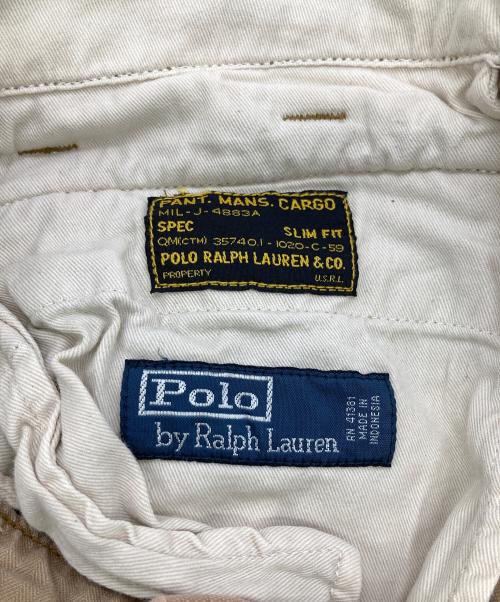 PANT. MANS. CARGO
MIL-J-4883A
SPEC SLIM FIT
QM(CTM) 35740.1-1020-C-59
POLO RALPH LAUREN & CO.
PROPERTY U.S.R.L.
Polo
by Ralph Lauren
RN 41381
MADE IN
INDONESIA